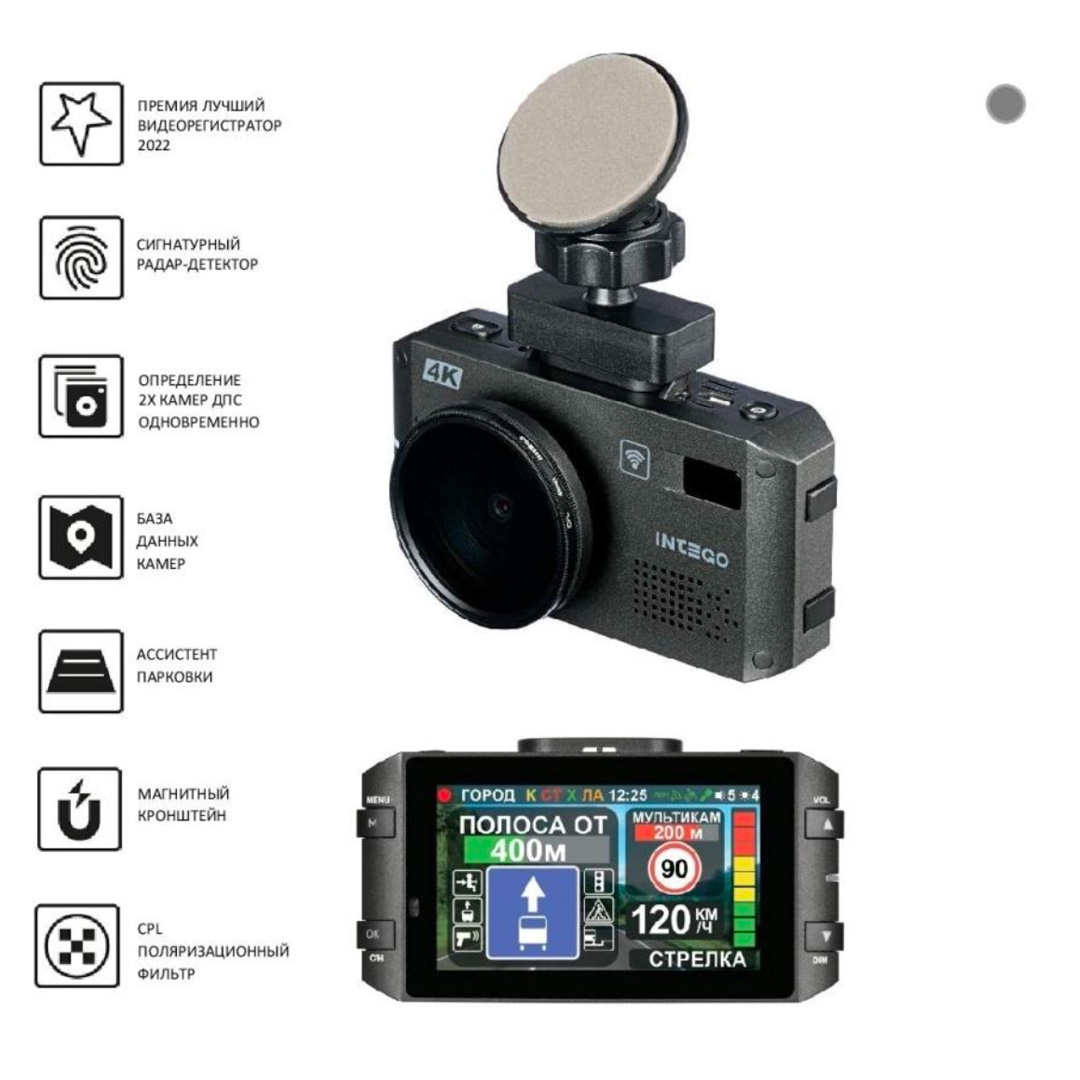 ПРЕМИЯ ЛУЧШИЙ
ВИДЕОРЕГИСТРАТОР
2022
СИГНАТУРНЫЙ
РАДАР-ДЕТЕКТОР
ОПРЕДЕЛЕНИЕ
2Х КАМЕР ДПС
ОДНОВРЕМЕННО
БАЗА
ДАННЫХ
КАМЕР
АССИСТЕНТ
ПАРКОВКИ
МАГНИТНЫЙ
КРОНШТЕЙН
CPL
ПОЛЯРИЗАЦИОННЫЙ
ФИЛЬТР
4K
INTEGO
MENU
M
OK
CH
VOL
DIM
ГОРОД К СТ Х ЛА 12:25 5 4
ПОЛОСА ОТ
400м
МУЛЬТИКАМ
200 м
90
120 КМ
/Ч
СТРЕЛКА